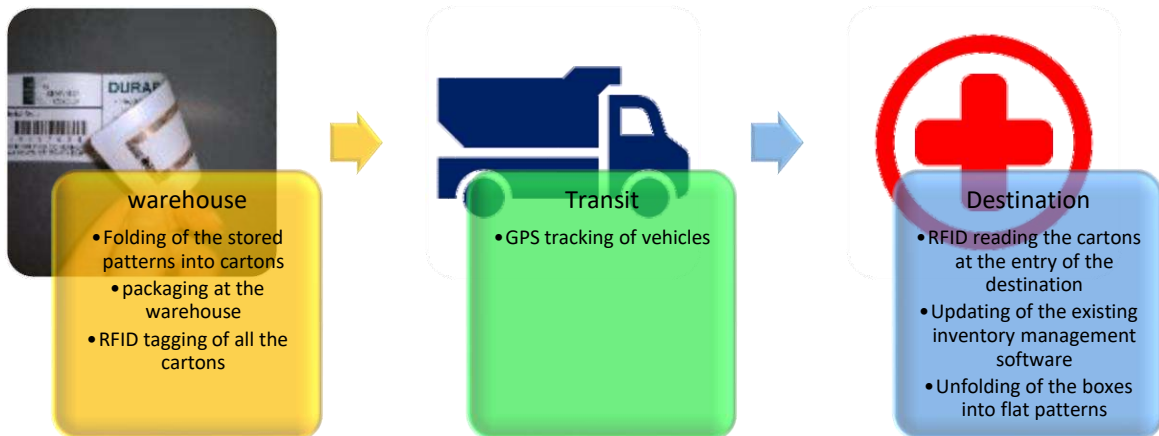 DURAB
warehouse
•Folding of the stored
patterns into cartons
•packaging at the
warehouse
•RFID tagging of all the
cartons
Transit
•GPS tracking of vehicles
Destination
•RFID reading the cartons
at the entry of the
destination
•Updating of the existing
inventory management
software
•Unfolding of the boxes
into flat patterns